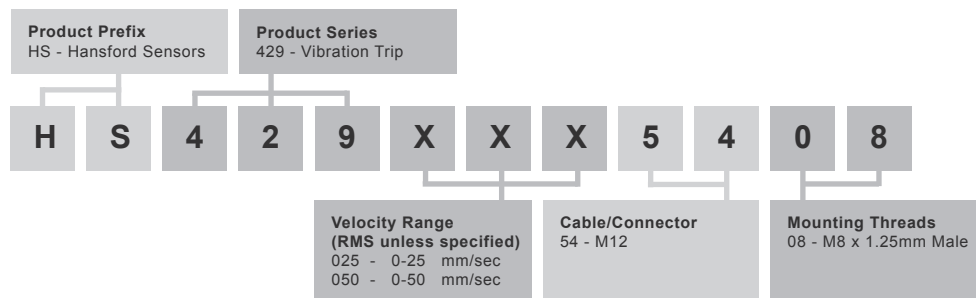 Product Prefix
HS - Hansford Sensors
Product Series
429 - Vibration Trip
H S 4 2 9 X X X 5 4 0 8
Velocity Range
(RMS unless specified)
025 - 0-25 mm/sec
050 - 0-50 mm/sec
Cable/Connector
54 - M12
Mounting Threads
08 - M8 x 1.25mm Male